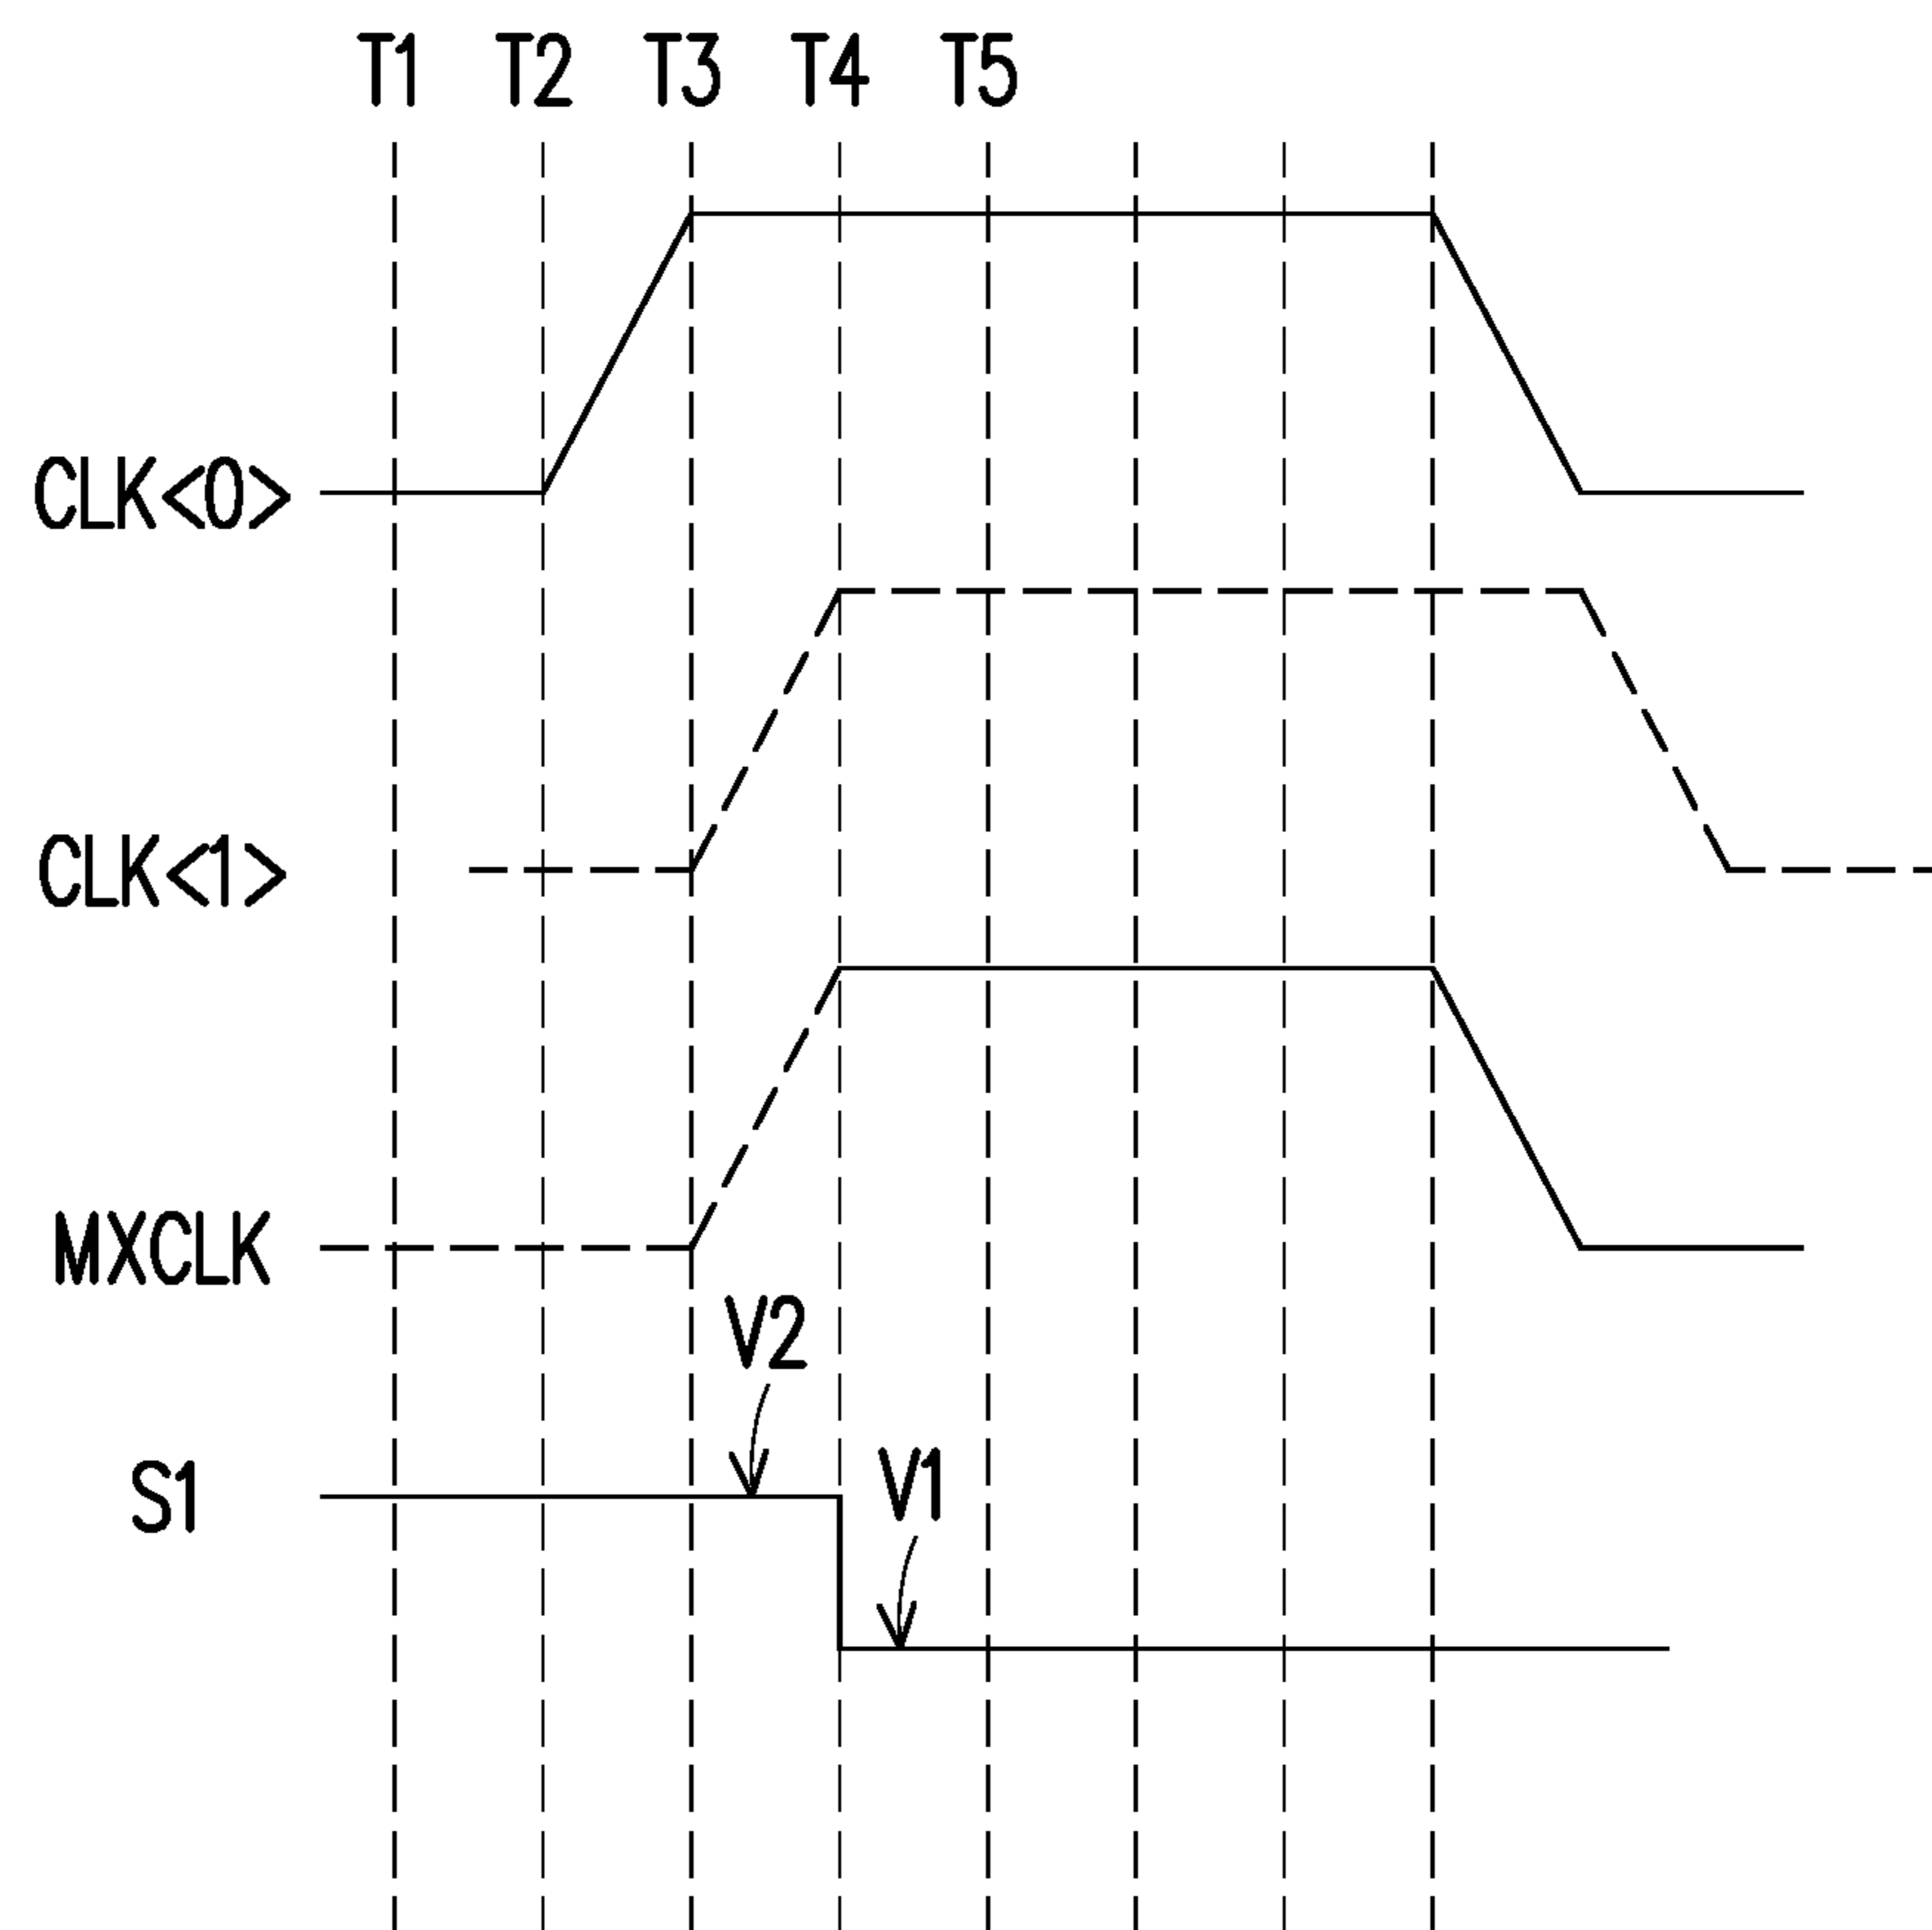 T1 T2 T3 T4 T5
CLK<0>
CLK<1>
MXCLK
V2
V1
S1